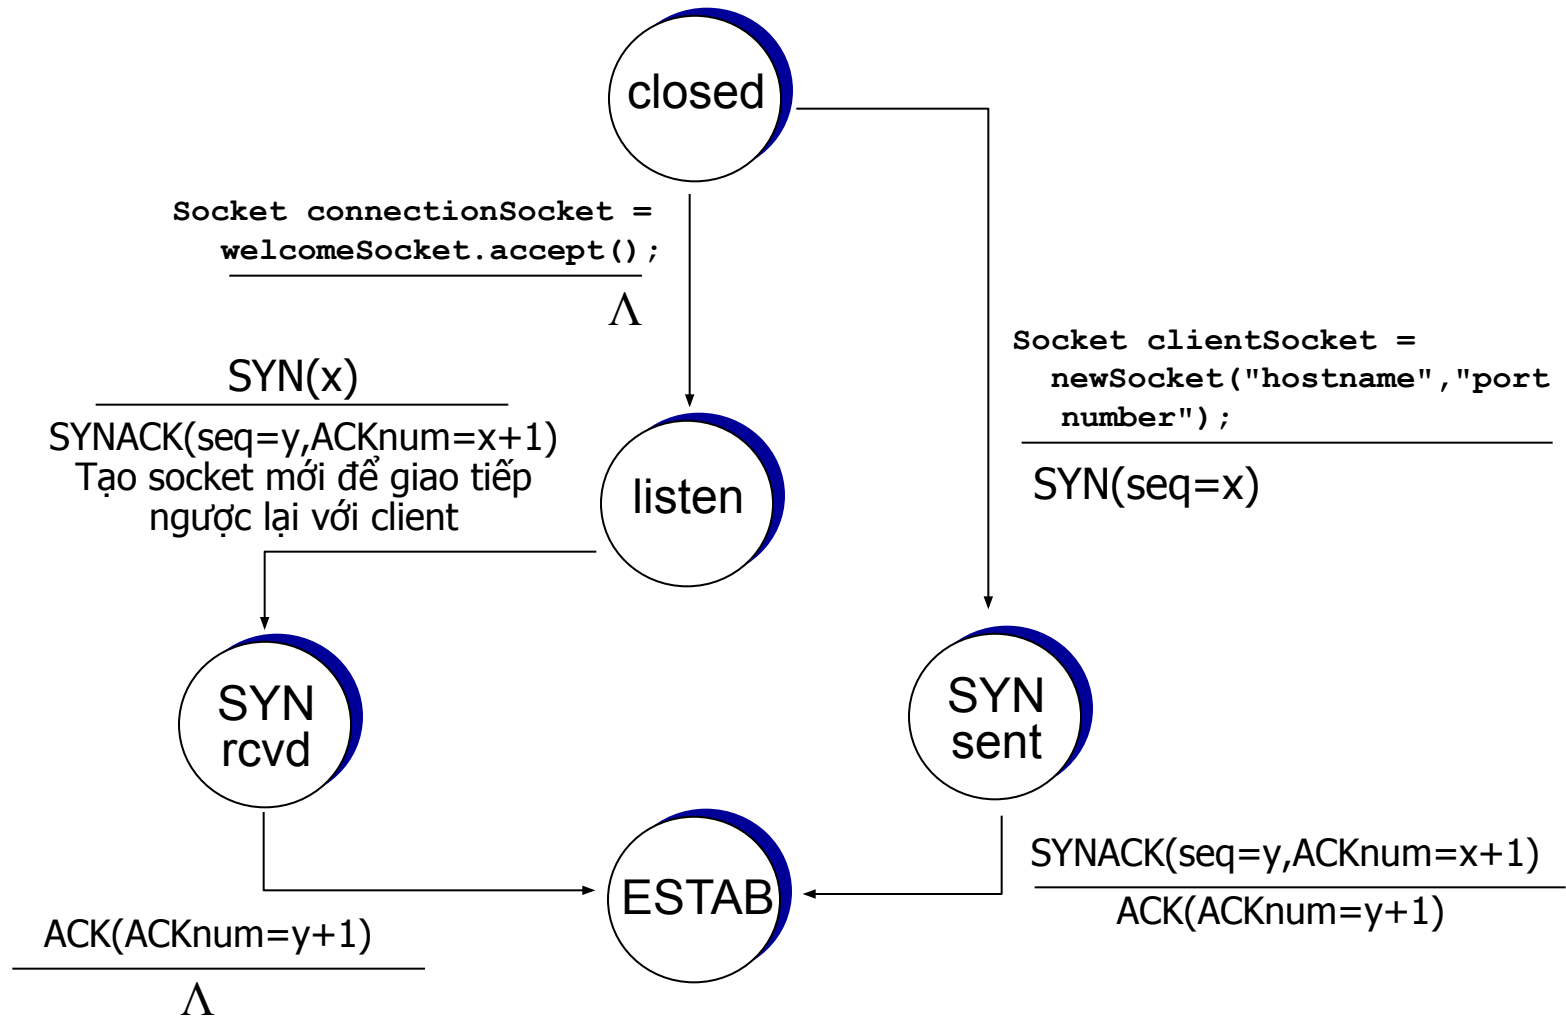 closed
Socket connectionSocket =
welcomeSocket.accept();
Λ
Socket clientSocket =
newSocket("hostname","port
number");
SYN(seq=x)
SYN(x)
SYNACK(seq=y,ACKnum=x+1)
Tạo socket mới để giao tiếp
ngược lại với client
listen
SYN
rcvd
SYN
sent
ESTAB
SYNACK(seq=y,ACKnum=x+1)
ACK(ACKnum=y+1)
ACK(ACKnum=y+1)
Λ